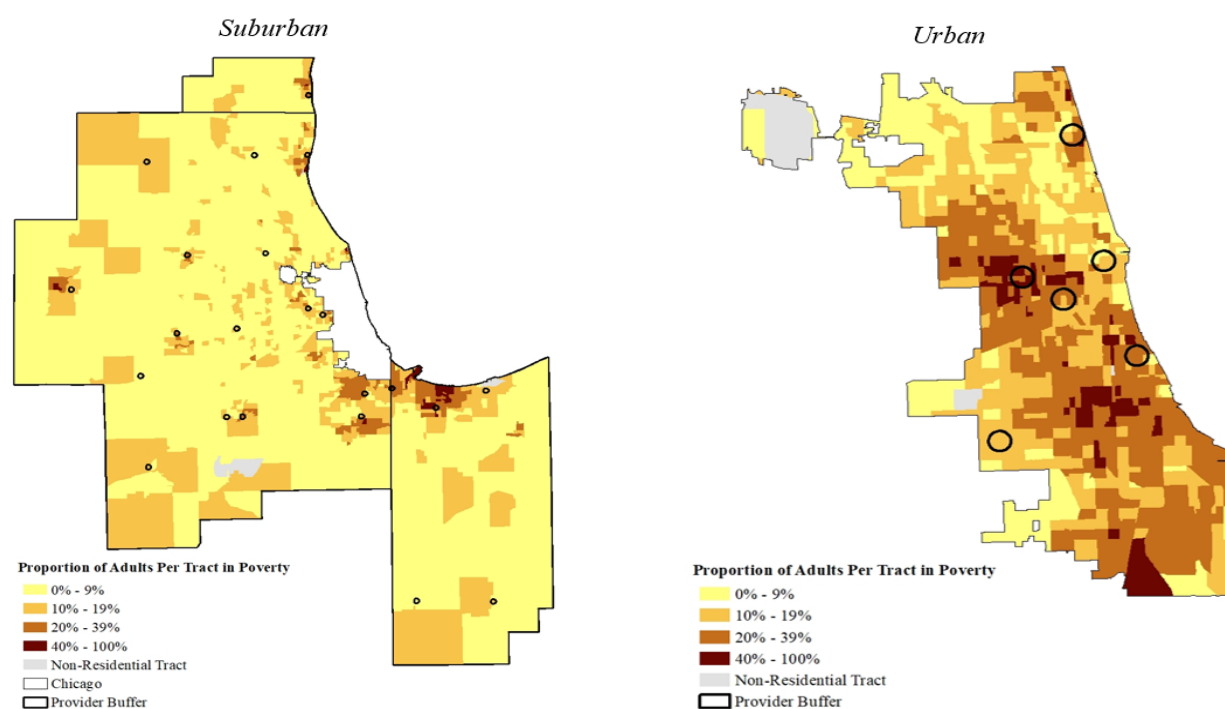 Suburban
Urban
Proportion of Adults Per Tract in Poverty
0% - 9%
10% - 19%
20% - 39%
40% - 100%
Non-Residential Tract
Chicago
Provider Buffer
Proportion of Adults Per Tract in Poverty
0% - 9%
10% - 19%
20% - 39%
40% - 100%
Non-Residential Tract
Provider Buffer